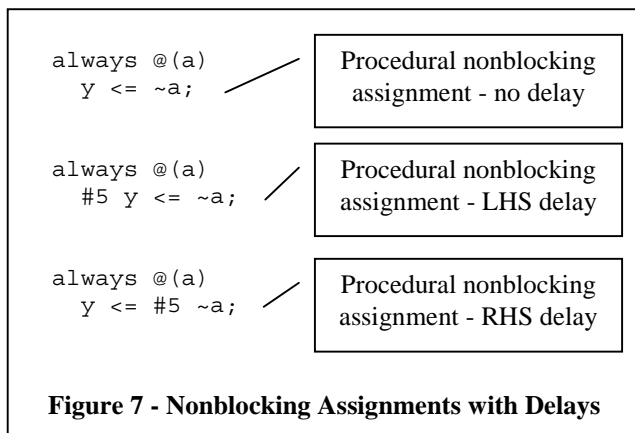 always @(a)
y <= ~a;
Procedural nonblocking
assignment - no delay
always @(a)
#5 y <= ~a;
Procedural nonblocking
assignment - LHS delay
always @(a)
y <= #5 ~a;
Procedural nonblocking
assignment - RHS delay
Figure 7 - Nonblocking Assignments with Delays